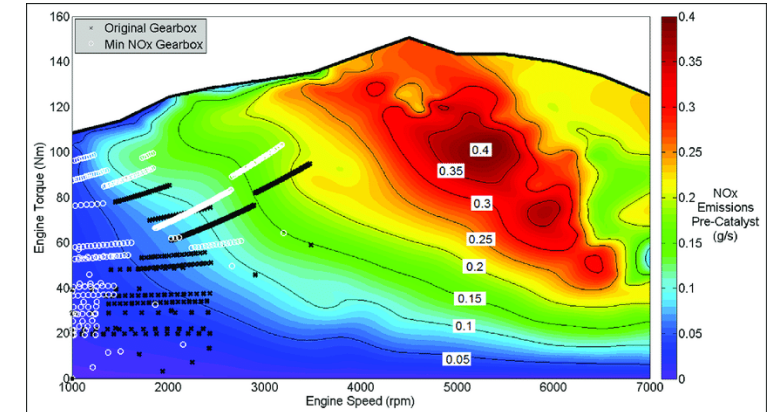 160
140
120
100
80
60
40
20
0
Engine Torque (Nm)
× Original Gearbox
○ Min NOx Gearbox
0.4
0.35
0.3
0.25
0.2
0.15
0.1
0.05
1000 2000 3000 4000 5000 6000 7000
Engine Speed (rpm)
0.4
0.35
0.3
0.25
0.2
0.15
0.1
0.05
0
NOx
Emissions
Pre-Catalyst
(g/s)